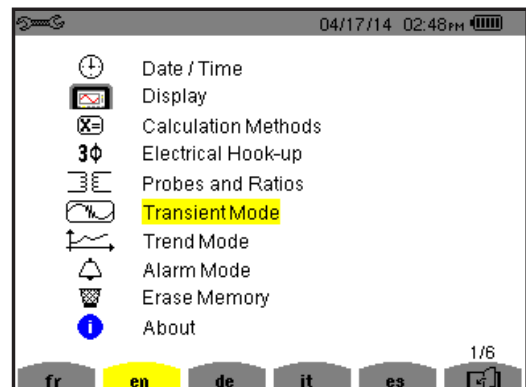 04/17/14 02:48PM
Date / Time
Display
X= Calculation Methods
3Φ Electrical Hook-up
Probes and Ratios
Transient Mode
Trend Mode
Alarm Mode
Erase Memory
i About
1/6
fr en de it es